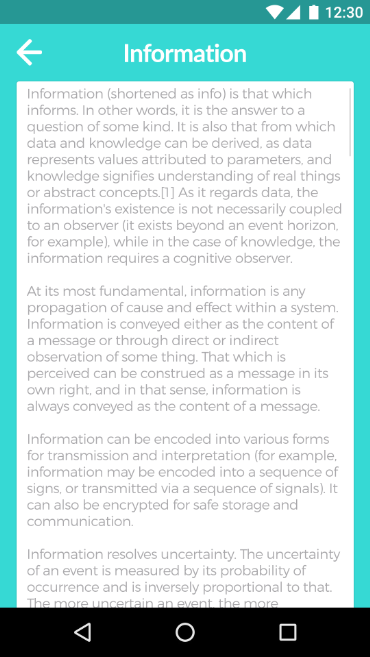 12:30
Information
Information (shortened as info) is that which
informs. In other words, it is the answer to a
question of some kind. It is also that from which
data and knowledge can be derived, as data
represents values attributed to parameters, and
knowledge signifies understanding of real things
or abstract concepts.[1] As it regards data, the
information's existence is not necessarily coupled
to an observer (it exists beyond an event horizon,
for example), while in the case of knowledge, the
information requires a cognitive observer.
At its most fundamental, information is any
propagation of cause and effect within a system.
Information is conveyed either as the content of
a message or through direct or indirect
observation of some thing. That which is
perceived can be construed as a message in its
own right, and in that sense, information is
always conveyed as the content of a message.
Information can be encoded into various forms
for transmission and interpretation (for example,
information may be encoded into a sequence of
signs, or transmitted via a sequence of signals). It
can also be encrypted for safe storage and
communication.
Information resolves uncertainty. The uncertainty
of an event is measured by its probability of
occurrence and is inversely proportional to that.
The more uncertain an event, the more